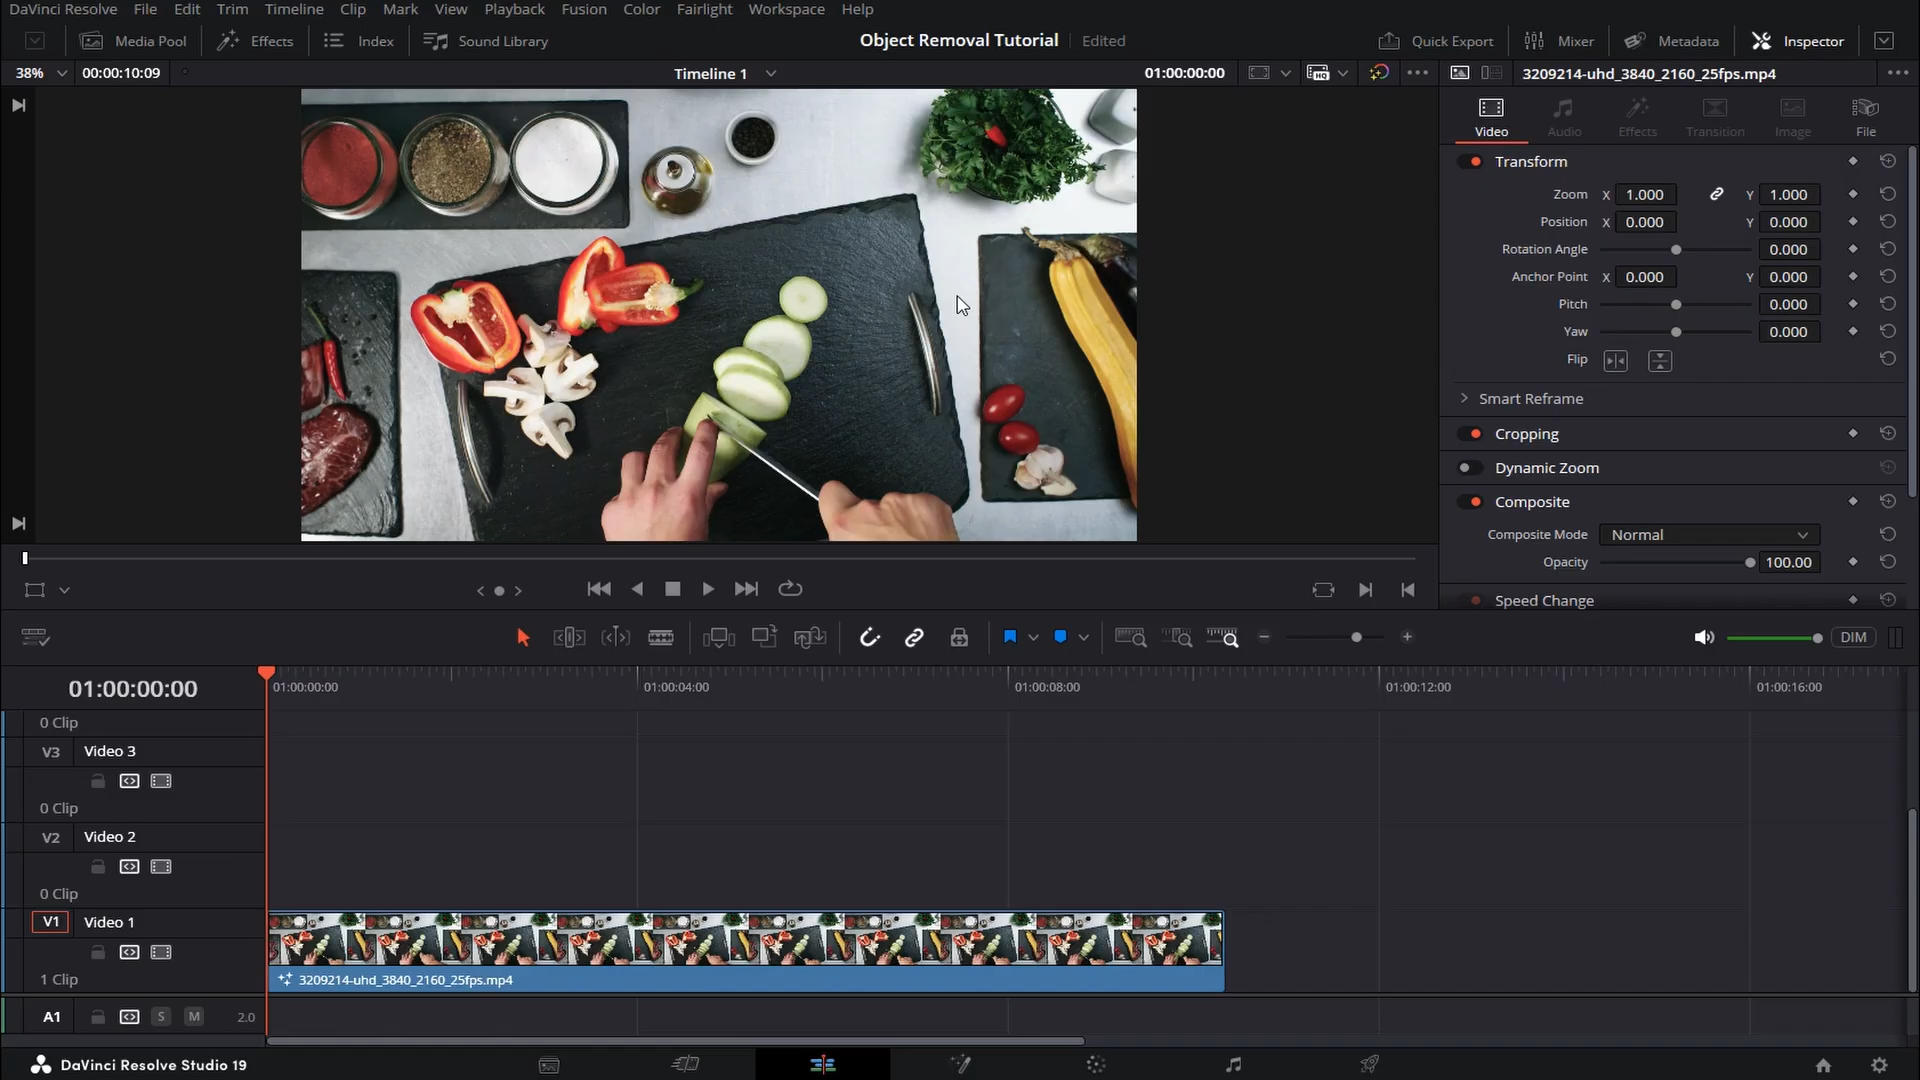 DaVinci Resolve File Edit Trim Timeline Clip Mark View Playback Fusion Color Fairlight Workspace Help
Media Pool Effects Index Sound Library Object Removal Tutorial Edited Quick Export Mixer Metadata Inspector
38% 00:00:10:09 Timeline 1 01:00:00:00 HQ 3209214-uhd_3840_2160_25fps.mp4
Video Audio Effects Transition Image File
Transform
Zoom X 1.000 Y 1.000
Position X 0.000 Y 0.000
Rotation Angle 0.000
Anchor Point X 0.000 Y 0.000
Pitch 0.000
Yaw 0.000
Flip
Smart Reframe
Cropping
Dynamic Zoom
Composite
Composite Mode Normal
Opacity 100.00
Speed Change
DIM
01:00:00:00 01:00:00:00 01:00:04:00 01:00:08:00 01:00:12:00 01:00:16:00
0 Clip
V3 Video 3
0 Clip
V2 Video 2
0 Clip
V1 Video 1
1 Clip 3209214-uhd_3840_2160_25fps.mp4
A1 S M 2.0
DaVinci Resolve Studio 19